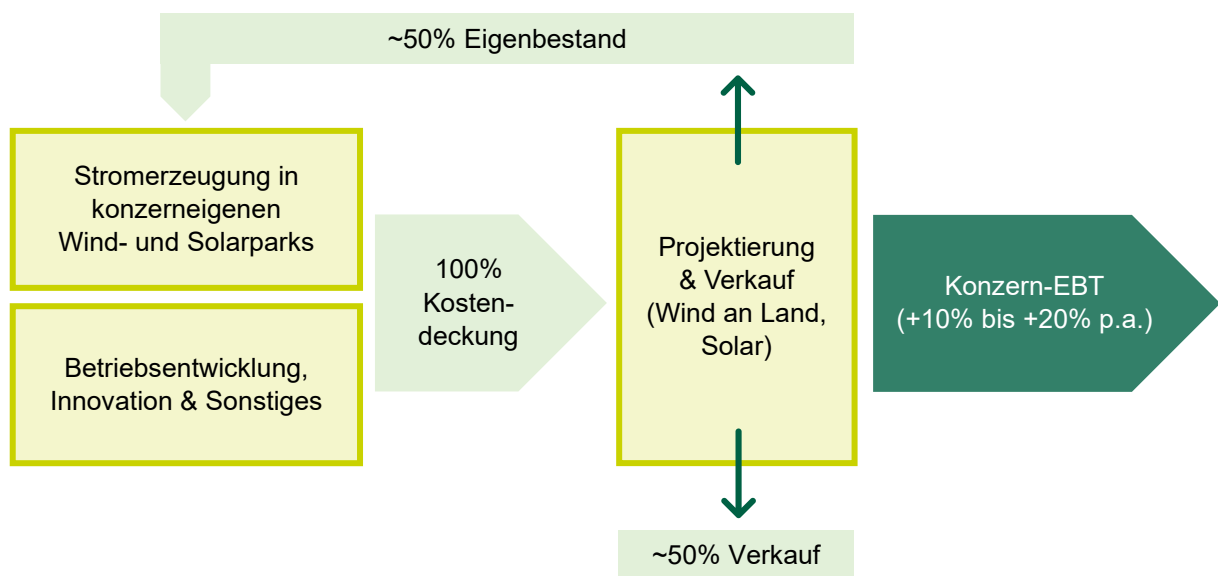 ~50% Eigenbestand
Stromerzeugung in
konzerneigenen
Wind- und Solarparks
Betriebsentwicklung,
Innovation & Sonstiges
100%
Kosten-
deckung
Projektierung
& Verkauf
(Wind an Land,
Solar)
Konzern-EBT
(+10% bis +20% p.a.)
~50% Verkauf